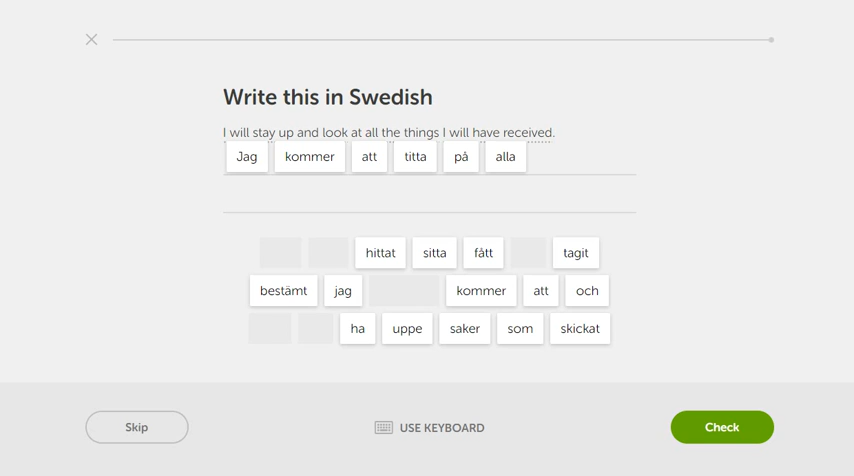 Write this in Swedish
I will stay up and look at all the things I will have received.
Jag kommer att titta på alla
hittat sitta fått tagit
bestämt jag kommer att och
ha uppe saker som skickat
Skip USE KEYBOARD Check